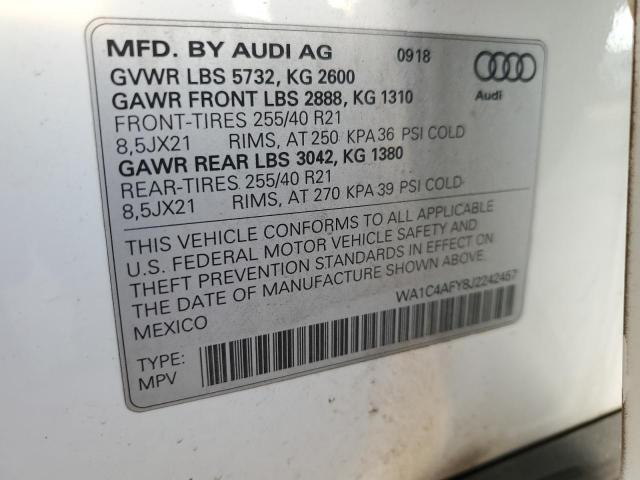 MFD. BY AUDI AG 0918
GVWR LBS 5732, KG 2600
GAWR FRONT LBS 2888, KG 1310
Audi
FRONT-TIRES 255/40 R21
8,5JX21 RIMS, AT 250 KPA 36 PSI COLD
GAWR REAR LBS 3042, KG 1380
REAR-TIRES 255/40 R21
8,5JX21 RIMS, AT 270 KPA 39 PSI COLD
THIS VEHICLE CONFORMS TO ALL APPLICABLE
U.S. FEDERAL MOTOR VEHICLE SAFETY AND
THEFT PREVENTION STANDARDS IN EFFECT ON
THE DATE OF MANUFACTURE SHOWN ABOVE.
MEXICO
WA1C4AFY8J2242457
TYPE:
MPV